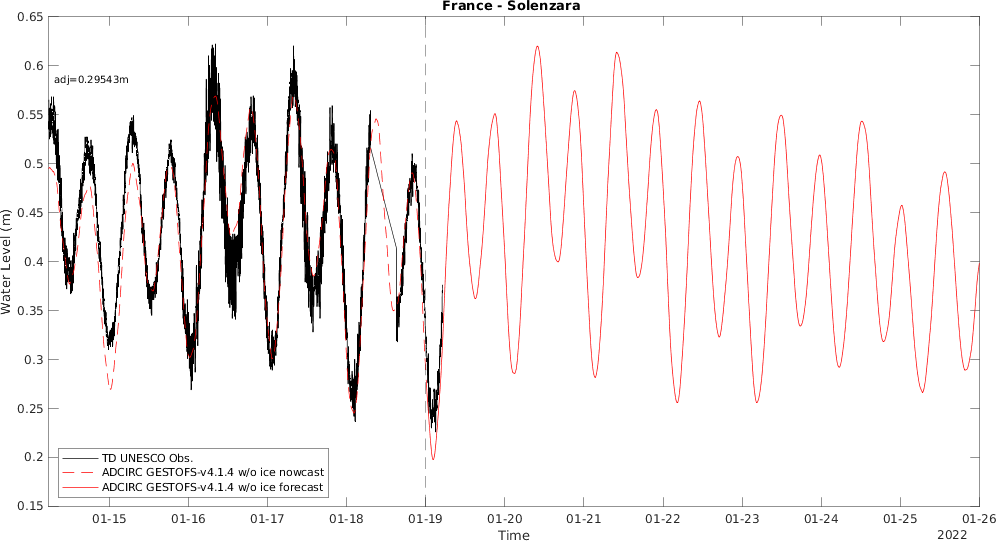 France - Solenzara
0.65
0.6
0.55
0.5
0.45
0.4
0.35
0.3
0.25
0.2
0.15
Water Level (m)
adj=0.29543m
TD UNESCO Obs.
ADCIRC GESTOFS-v4.1.4 w/o ice nowcast
ADCIRC GESTOFS-v4.1.4 w/o ice forecast
01-15 01-16 01-17 01-18 01-19 01-20 01-21 01-22 01-23 01-24 01-25 01-26
Time
2022